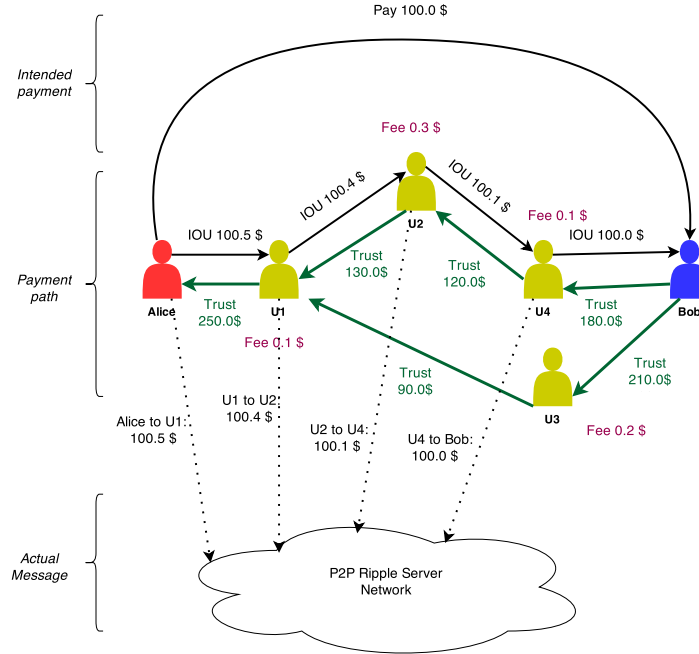 Pay 100.0 $
Intended
payment
Fee 0.3 $
IOU 100.4 $
IOU 100.1 $
Fee 0.1 $
IOU 100.5 $
IOU 100.0 $
U2
Trust
130.0$
Trust
120.0$
Payment
path
Alice
Trust
250.0$
U1
Fee 0.1 $
U4
Trust
180.0$
Bob
Trust
90.0$
Trust
210.0$
U3
Fee 0.2 $
Alice to U1:
100.5 $
U1 to U2:
100.4 $
U2 to U4:
100.1 $
U4 to Bob:
100.0 $
Actual
Message
P2P Ripple Server
Network